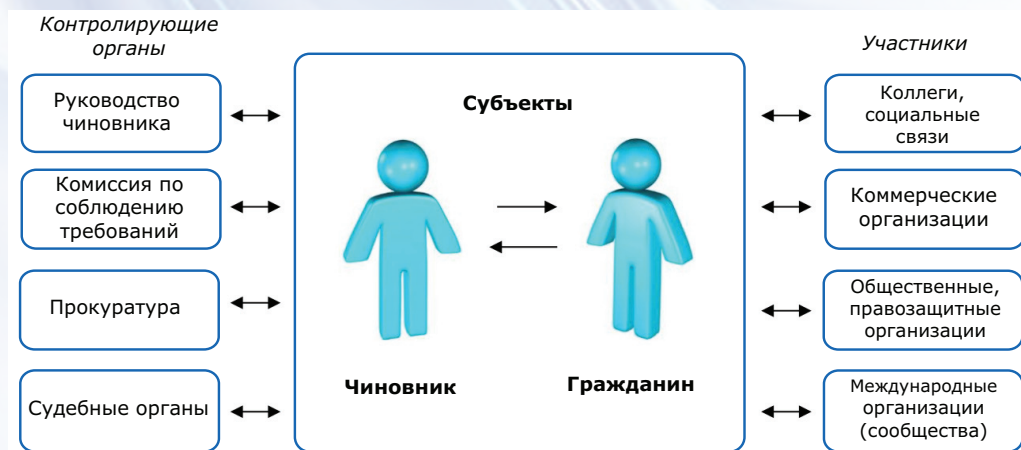 Контролирующие
органы
Руководство
чиновника
Комиссия по
соблюдению
требований
Прокуратура
Судебные органы
Субъекты
Чиновник
Гражданин
Участники
Коллеги,
социальные
связи
Коммерческие
организации
Общественные,
правозащитные
организации
Международные
организации
(сообщества)